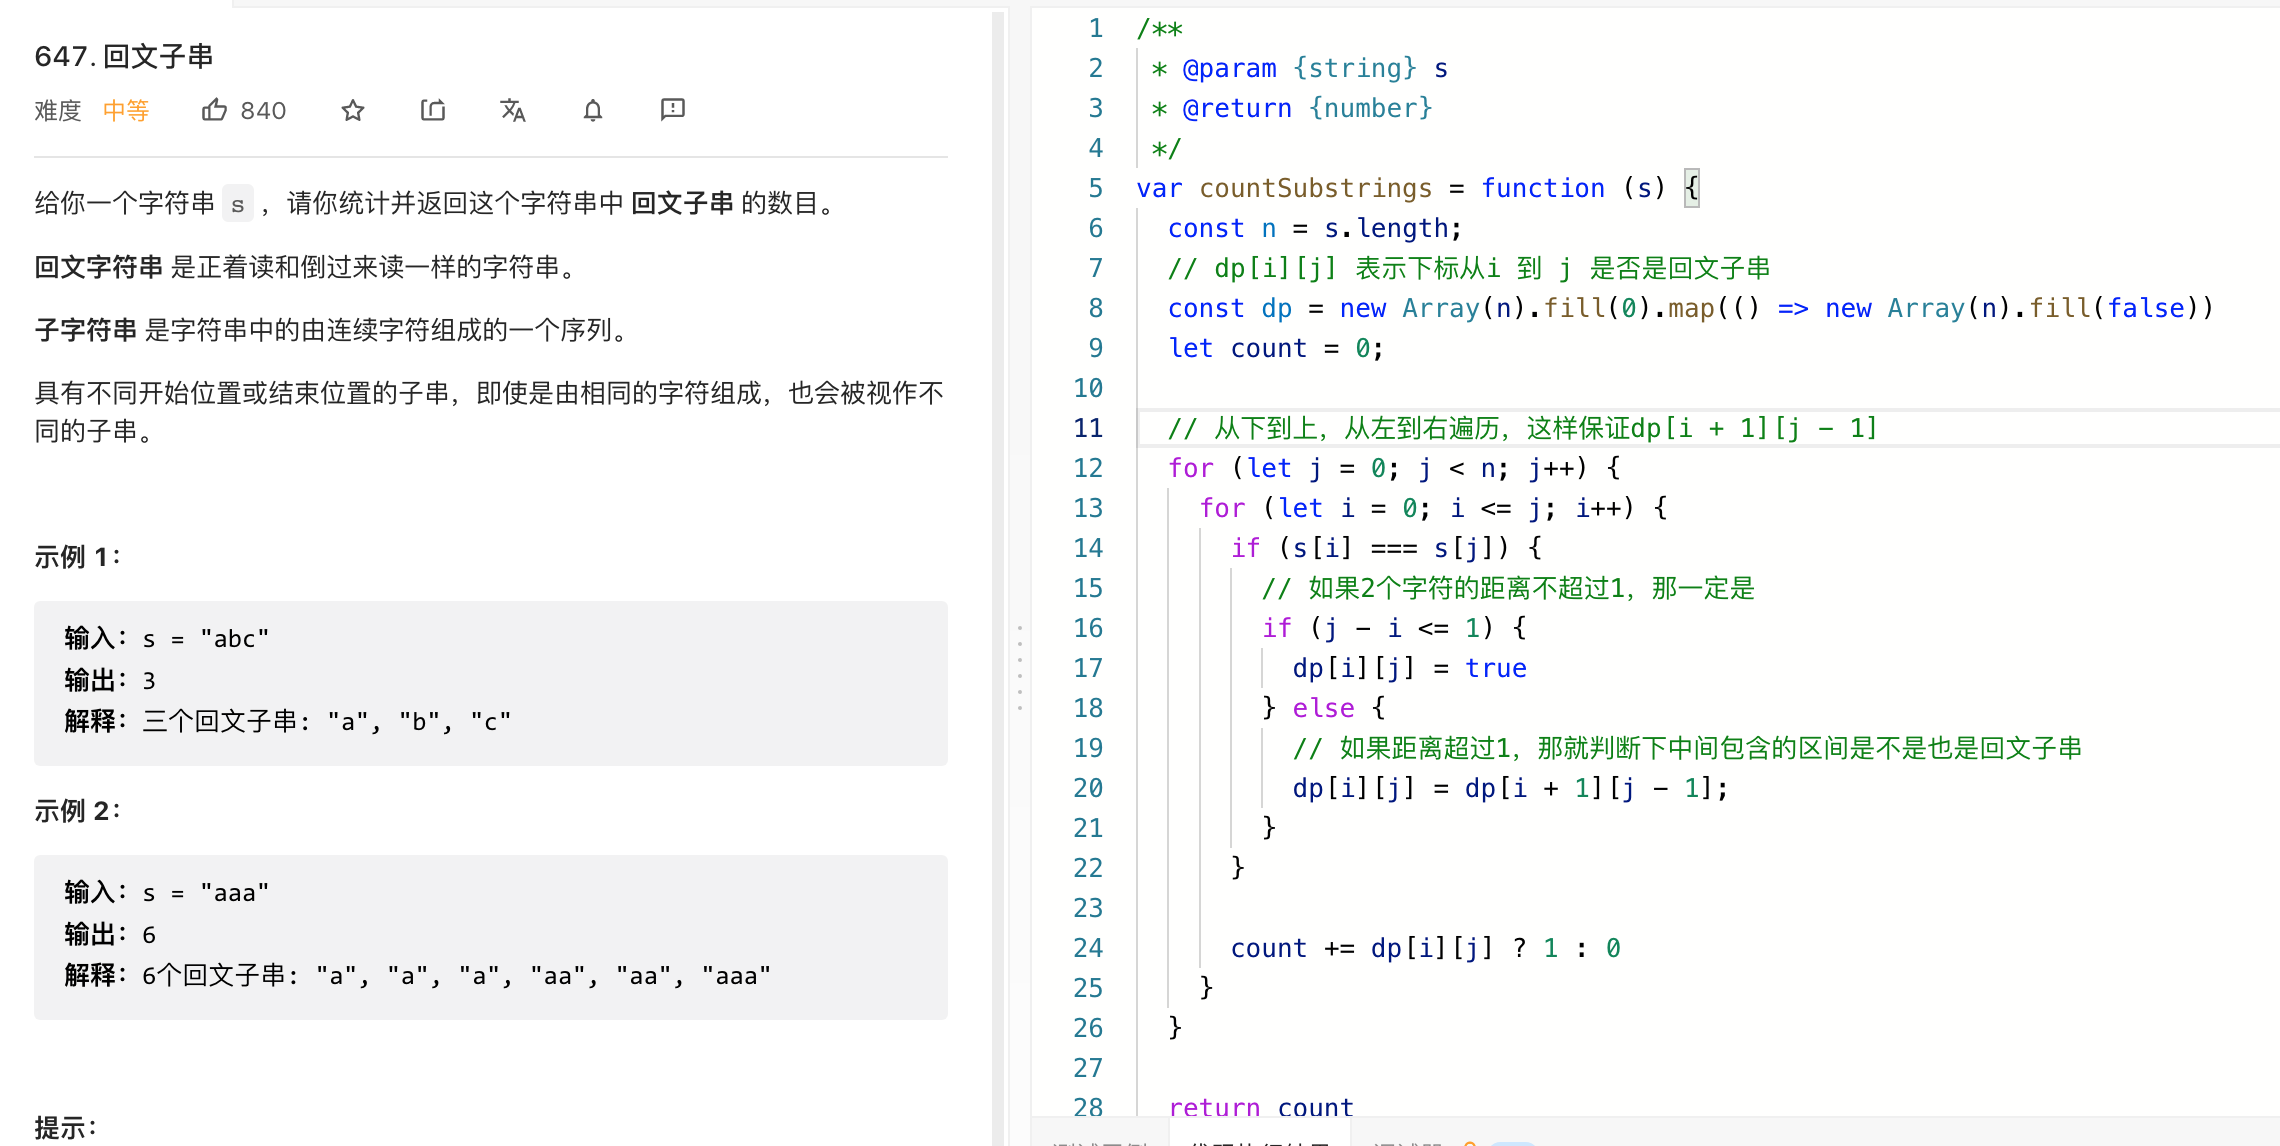 647. 回文子串
难度 中等 840
给你一个字符串 s ，请你统计并返回这个字符串中 回文子串 的数目。
回文字符串 是正着读和倒过来读一样的字符串。
子字符串 是字符串中的由连续字符组成的一个序列。
具有不同开始位置或结束位置的子串，即使是由相同的字符组成，也会被视作不
同的子串。
示例 1：
输入：s = "abc"
输出：3
解释：三个回文子串: "a", "b", "c"
示例 2：
输入：s = "aaa"
输出：6
解释：6个回文子串: "a", "a", "a", "aa", "aa", "aaa"
提示：
1 /**
2 * @param {string} s
3 * @return {number}
4 */
5 var countSubstrings = function (s) {
6 const n = s.length;
7 // dp[i][j] 表示下标从i 到 j 是否是回文子串
8 const dp = new Array(n).fill(0).map(() => new Array(n).fill(false))
9 let count = 0;
10
11 // 从下到上，从左到右遍历，这样保证dp[i + 1][j - 1]
12 for (let j = 0; j < n; j++) {
13 for (let i = 0; i <= j; i++) {
14 if (s[i] === s[j]) {
15 // 如果2个字符的距离不超过1，那一定是
16 if (j - i <= 1) {
17 dp[i][j] = true
18 } else {
19 // 如果距离超过1，那就判断下中间包含的区间是不是也是回文子串
20 dp[i][j] = dp[i + 1][j - 1];
21 }
22 }
23
24 count += dp[i][j] ? 1 : 0
25 }
26 }
27
28 return count